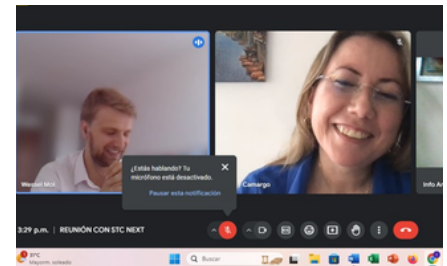 ¿Estás hablando? Tu
micrófono está desactivado.
Pausar esta notificación
Wessel Mol
Camargo
Info An
3:29 p.m. | REUNIÓN CON STC NEXT
31°C
Mayorm. soleado
Buscar